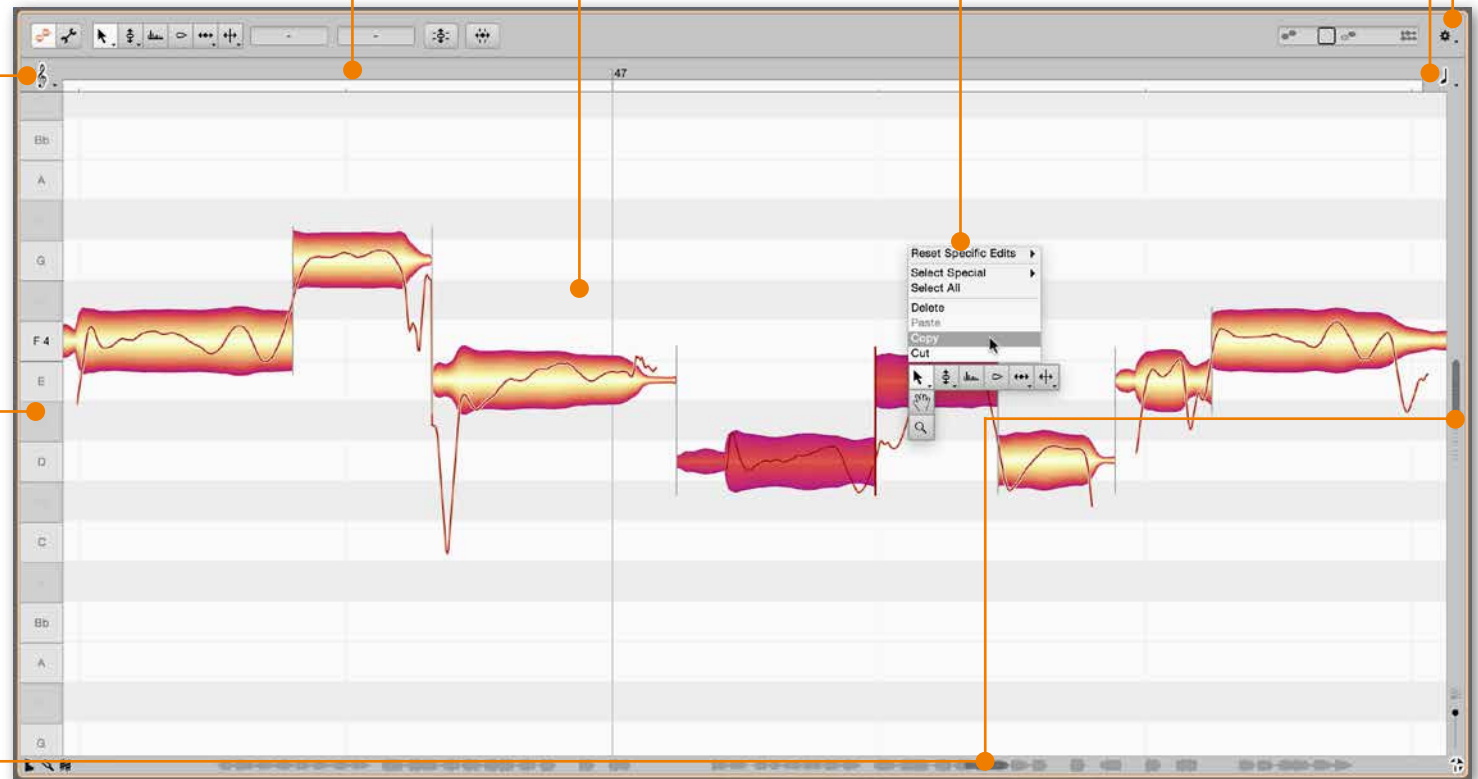 47
Bb
A
G
F 4
E
D
C
Bb
A
G
Reset Specific Edits
Select Special
Select All
Delete
Paste
Copy
Cut